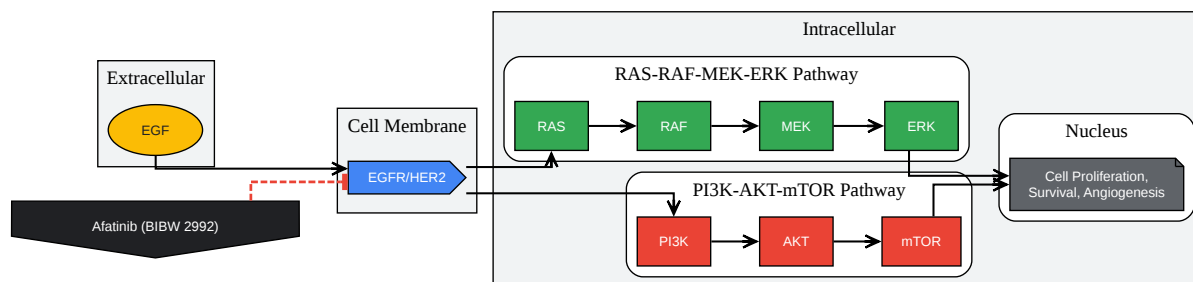 Intracellular
Extracellular
RAS-RAF-MEK-ERK Pathway
EGF
Cell Membrane
RAS
RAF
MEK
ERK
Nucleus
EGFR/HER2
Cell Proliferation,
Survival, Angiogenesis
PI3K-AKT-mTOR Pathway
Afatinib (BIBW 2992)
PI3K
AKT
mTOR